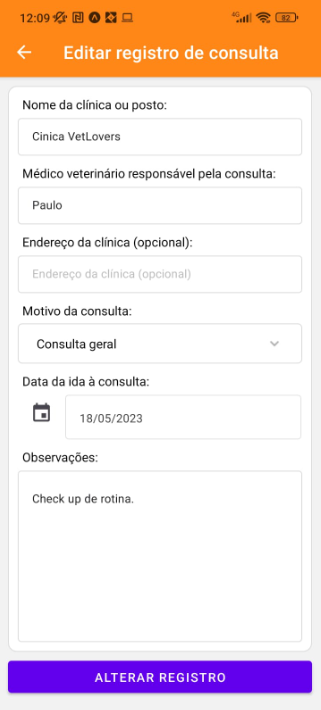 12:09
4G
82
Editar registro de consulta
Nome da clínica ou posto:
Cinica VetLovers
Médico veterinário responsável pela consulta:
Paulo
Endereço da clínica (opcional):
Endereço da clínica (opcional)
Motivo da consulta:
Consulta geral
Data da ida à consulta:
18/05/2023
Observações:
Check up de rotina.
ALTERAR REGISTRO